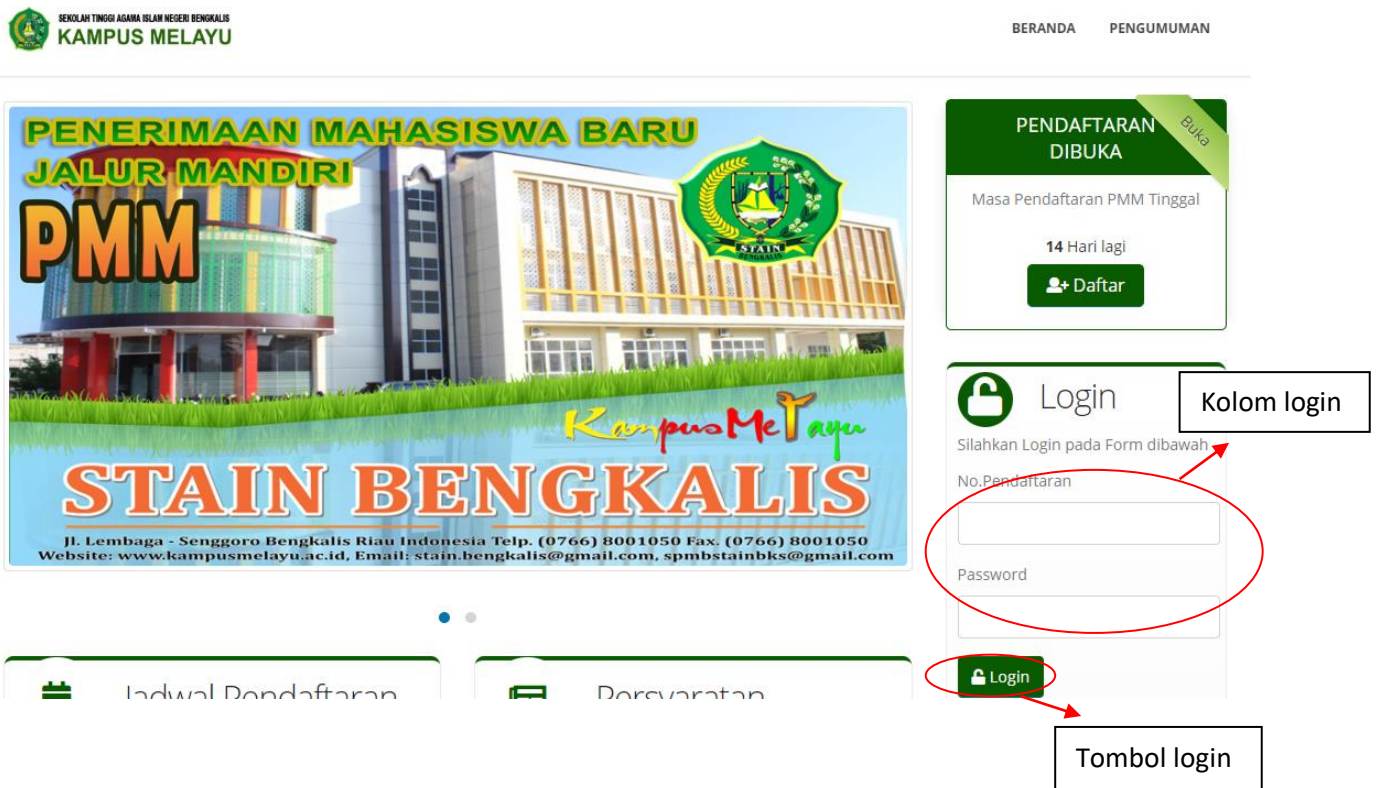 SEKOLAH TINGGI AGAMA ISLAM NEGERI BENGKALIS
KAMPUS MELAYU
BERANDA PENGUMUMAN
PENERIMAAN MAHASISWA BARU
JALUR MANDIRI
PMM
STAIN
BENGKALIS
Kampus Melayu
STAIN BENGKALIS
Jl. Lembaga - Senggoro Bengkalis Riau Indonesia Telp. (0766) 8001050 Fax. (0766) 8001050
Website: www.kampusmelayu.ac.id, Email: stain.bengkalis@gmail.com, spmbstainbks@gmail.com
PENDAFTARAN
DIBUKA
Buka
Masa Pendaftaran PMM Tinggal
14 Hari lagi
Daftar
Login
Kolom login
Silahkan Login pada Form dibawah
No.Pendaftaran
Password
Login
Tombol login
Jadwal Pendaftaran
Persyaratan